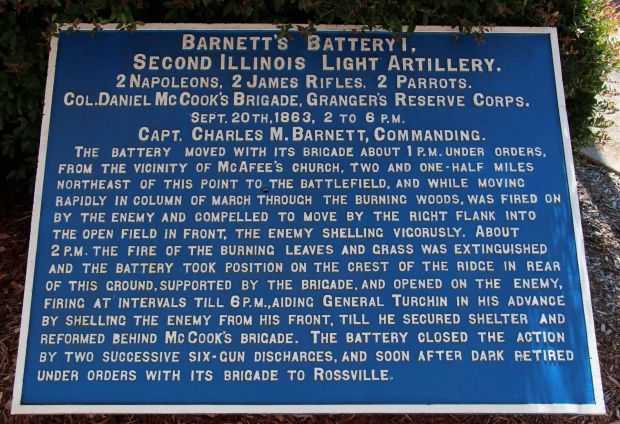 Barnett's Battery I,
Second Illinois Light Artillery.
2 Napoleons, 2 James Rifles, 2 Parrots.
Col. Daniel McCook's Brigade, Granger's Reserve Corps.
Sept. 20th, 1863, 2 to 6 P.M.
Capt. Charles M. Barnett, Commanding.
The battery moved with its brigade about 1 P.M. under orders,
from the vicinity of McAfee's church, two and one-half miles
northeast of this point to the battlefield, and while moving
rapidly in column of march through the burning woods, was fired on
by the enemy and compelled to move by the right flank into
the open field in front, the enemy shelling vigorusly. About
2 P.M. the fire of the burning leaves and grass was extinguished
and the battery took position on the crest of the ridge in rear
of this ground, supported by the brigade, and opened on the enemy,
firing at intervals till 6 P.M., aiding General Turchin in his advance
by shelling the enemy from his front, till he secured shelter and
reformed behind McCook's brigade. The battery closed the action
by two successive six-gun discharges, and soon after dark retired
under orders with its brigade to Rossville.